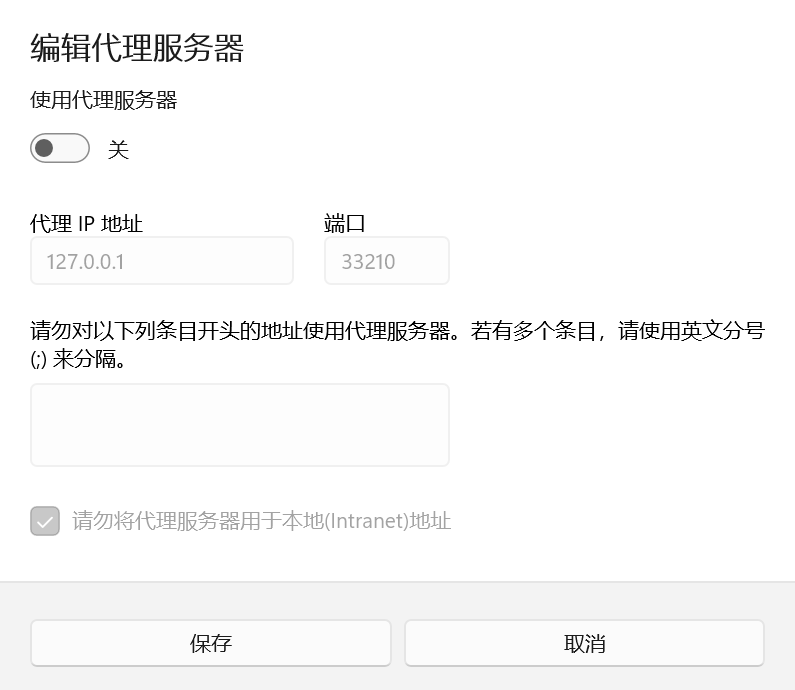 编辑代理服务器
使用代理服务器
关
代理 IP 地址
端口
127.0.0.1
33210
请勿对以下列条目开头的地址使用代理服务器。若有多个条目，请使用英文分号
(;) 来分隔。
请勿将代理服务器用于本地(Intranet)地址
保存
取消